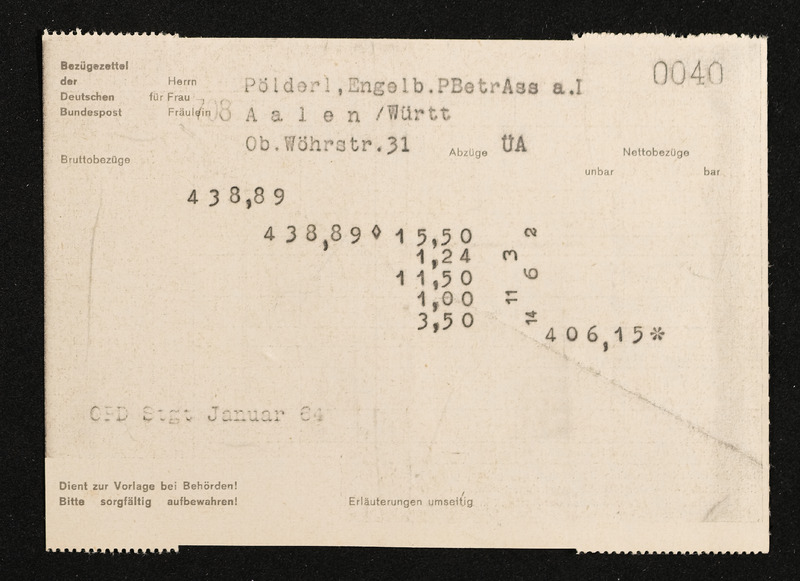 Bezügezettel
der
Deutschen
Bundespost
Herrn
für Frau
Fräulein
708
Pölderl,Engelb.PBetrAss a.I
A a l e n /Württ
Ob.Wöhrstr.31
0040
Bruttobezüge
Abzüge ÜA
Nettobezüge
unbar bar
438,89
438,89◊ 15,50 2
1,24 3
11,50 6
1,00 11
3,50 14
406,15*
OPD Stgt Januar 64
Dient zur Vorlage bei Behörden!
Bitte sorgfältig aufbewahren!
Erläuterungen umseitig